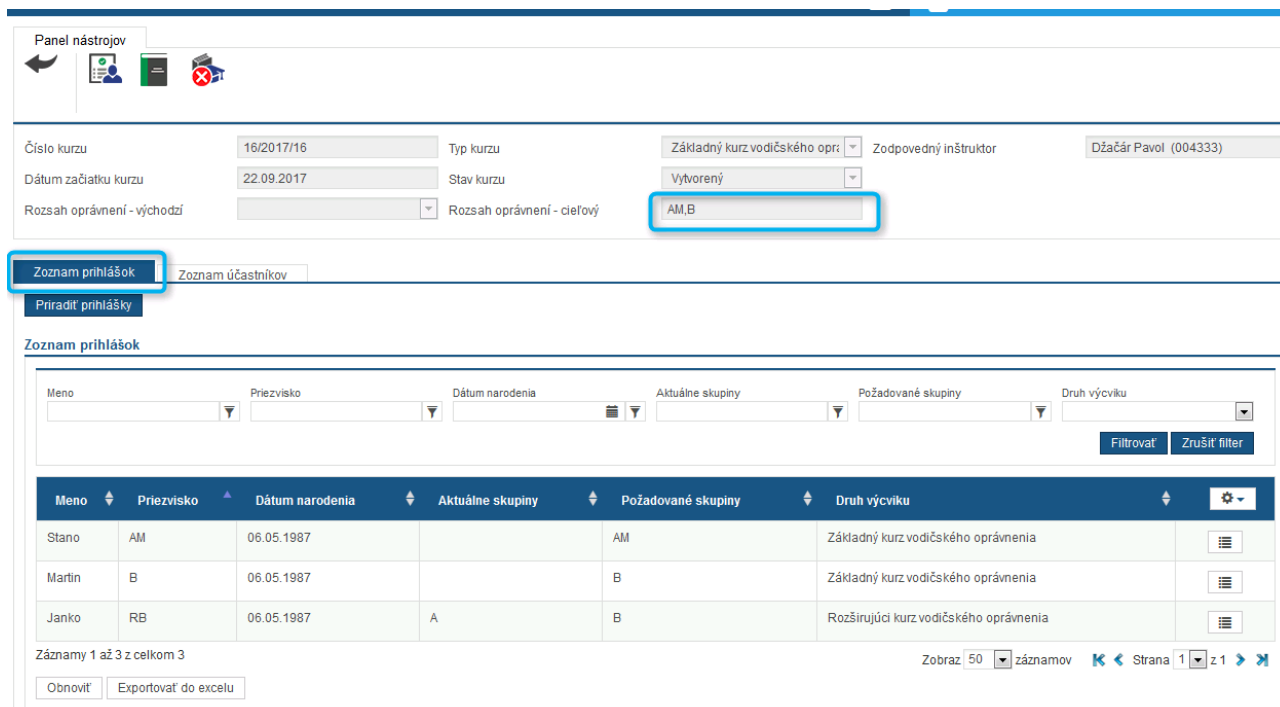 Panel nástrojov
Číslo kurzu 16/2017/16 Typ kurzu Základný kurz vodičského oprá Zodpovedný inštruktor Džačár Pavol (004333)
Dátum začiatku kurzu 22.09.2017 Stav kurzu Vytvorený
Rozsah oprávnení - východzí Rozsah oprávnení - cieľový AM,B
Zoznam prihlášok Zoznam účastníkov
Priradiť prihlášky
Zoznam prihlášok
Meno Priezvisko Dátum narodenia Aktuálne skupiny Požadované skupiny Druh výcviku
Filtrovať Zrušiť filter
Meno Priezvisko Dátum narodenia Aktuálne skupiny Požadované skupiny Druh výcviku
Stano AM 06.05.1987 AM Základný kurz vodičského oprávnenia
Martin B 06.05.1987 B Základný kurz vodičského oprávnenia
Janko RB 06.05.1987 A B Rozširujúci kurz vodičského oprávnenia
Záznamy 1 až 3 z celkom 3 Zobraz 50 záznamov Strana 1 z 1
Obnoviť Exportovať do excelu